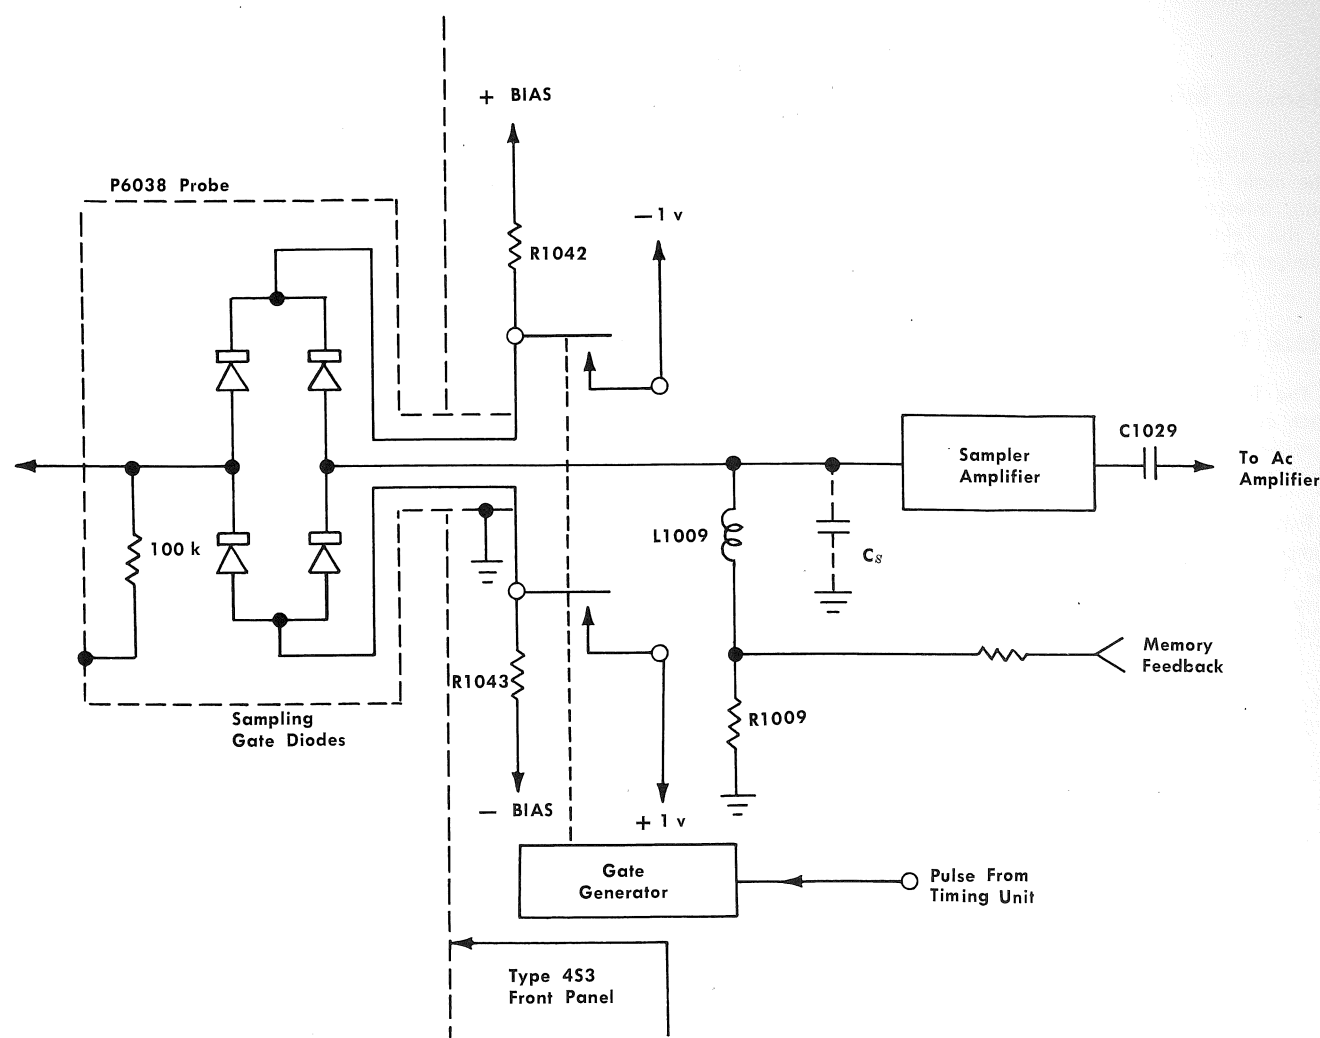 + BIAS
P6038 Probe
— 1 v
R1042
C1029
Sampler
Amplifier
To Ac
Amplifier
100 k
L1009
Cs
Memory
Feedback
R1043
R1009
Sampling
Gate Diodes
— BIAS
+ 1 v
Gate
Generator
Pulse From
Timing Unit
Type 4S3
Front Panel